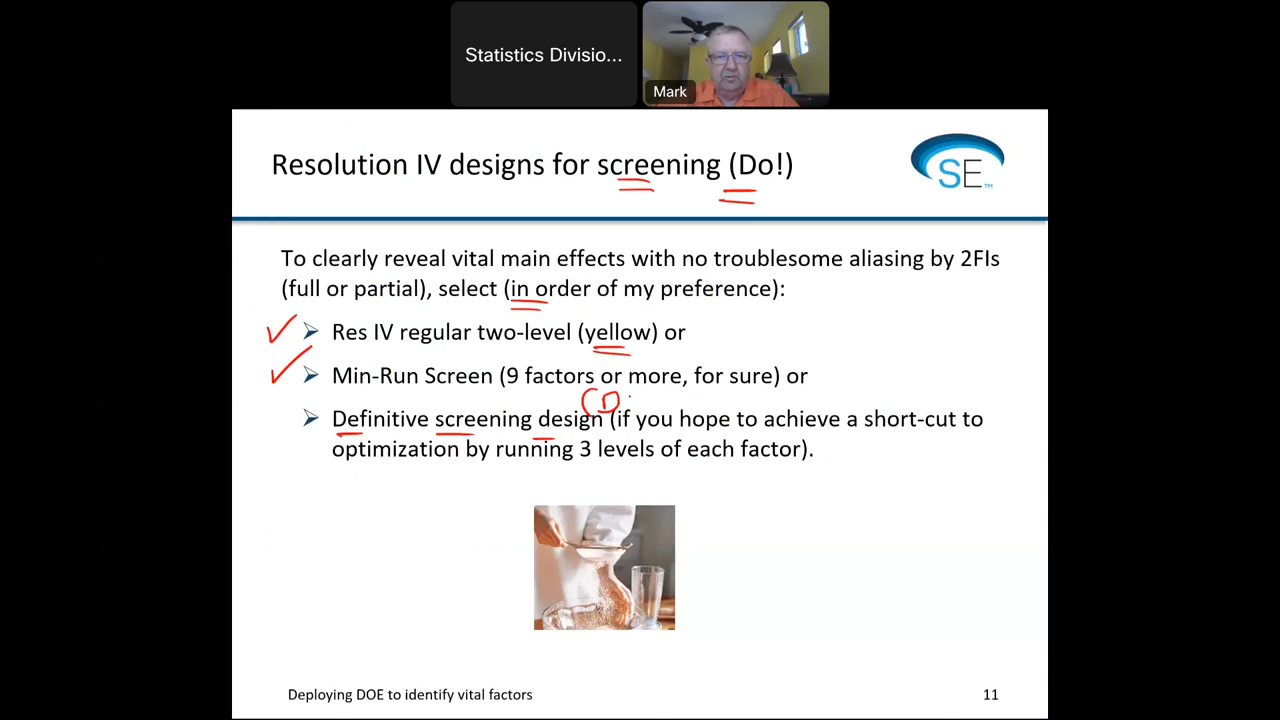 Statistics Divisio...
Mark
Resolution IV designs for screening (Do!)
SE™
To clearly reveal vital main effects with no troublesome aliasing by 2FIs
(full or partial), select (in order of my preference):
Res IV regular two-level (yellow) or
Min-Run Screen (9 factors or more, for sure) or
(D
Definitive screening design (if you hope to achieve a short-cut to
optimization by running 3 levels of each factor).
Deploying DOE to identify vital factors
11